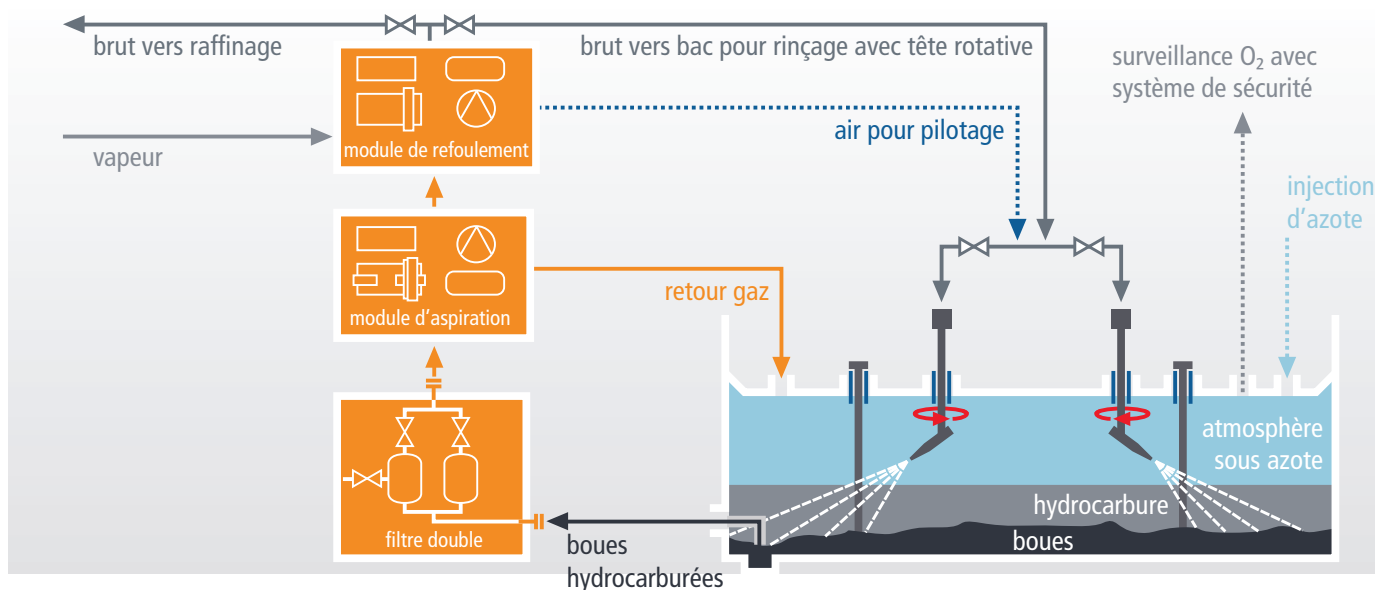 brut vers raffinage
brut vers bac pour rinçage avec tête rotative
surveillance O₂ avec
système de sécurité
air pour pilotage
module de refoulement
vapeur
injection
d’azote
retour gaz
module d’aspiration
atmosphère
sous azote
hydrocarbure
boues
filtre double
boues
hydrocarburées